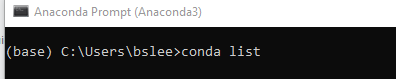 Anaconda Prompt (Anaconda3)
(base) C:\Users\bslee>conda list